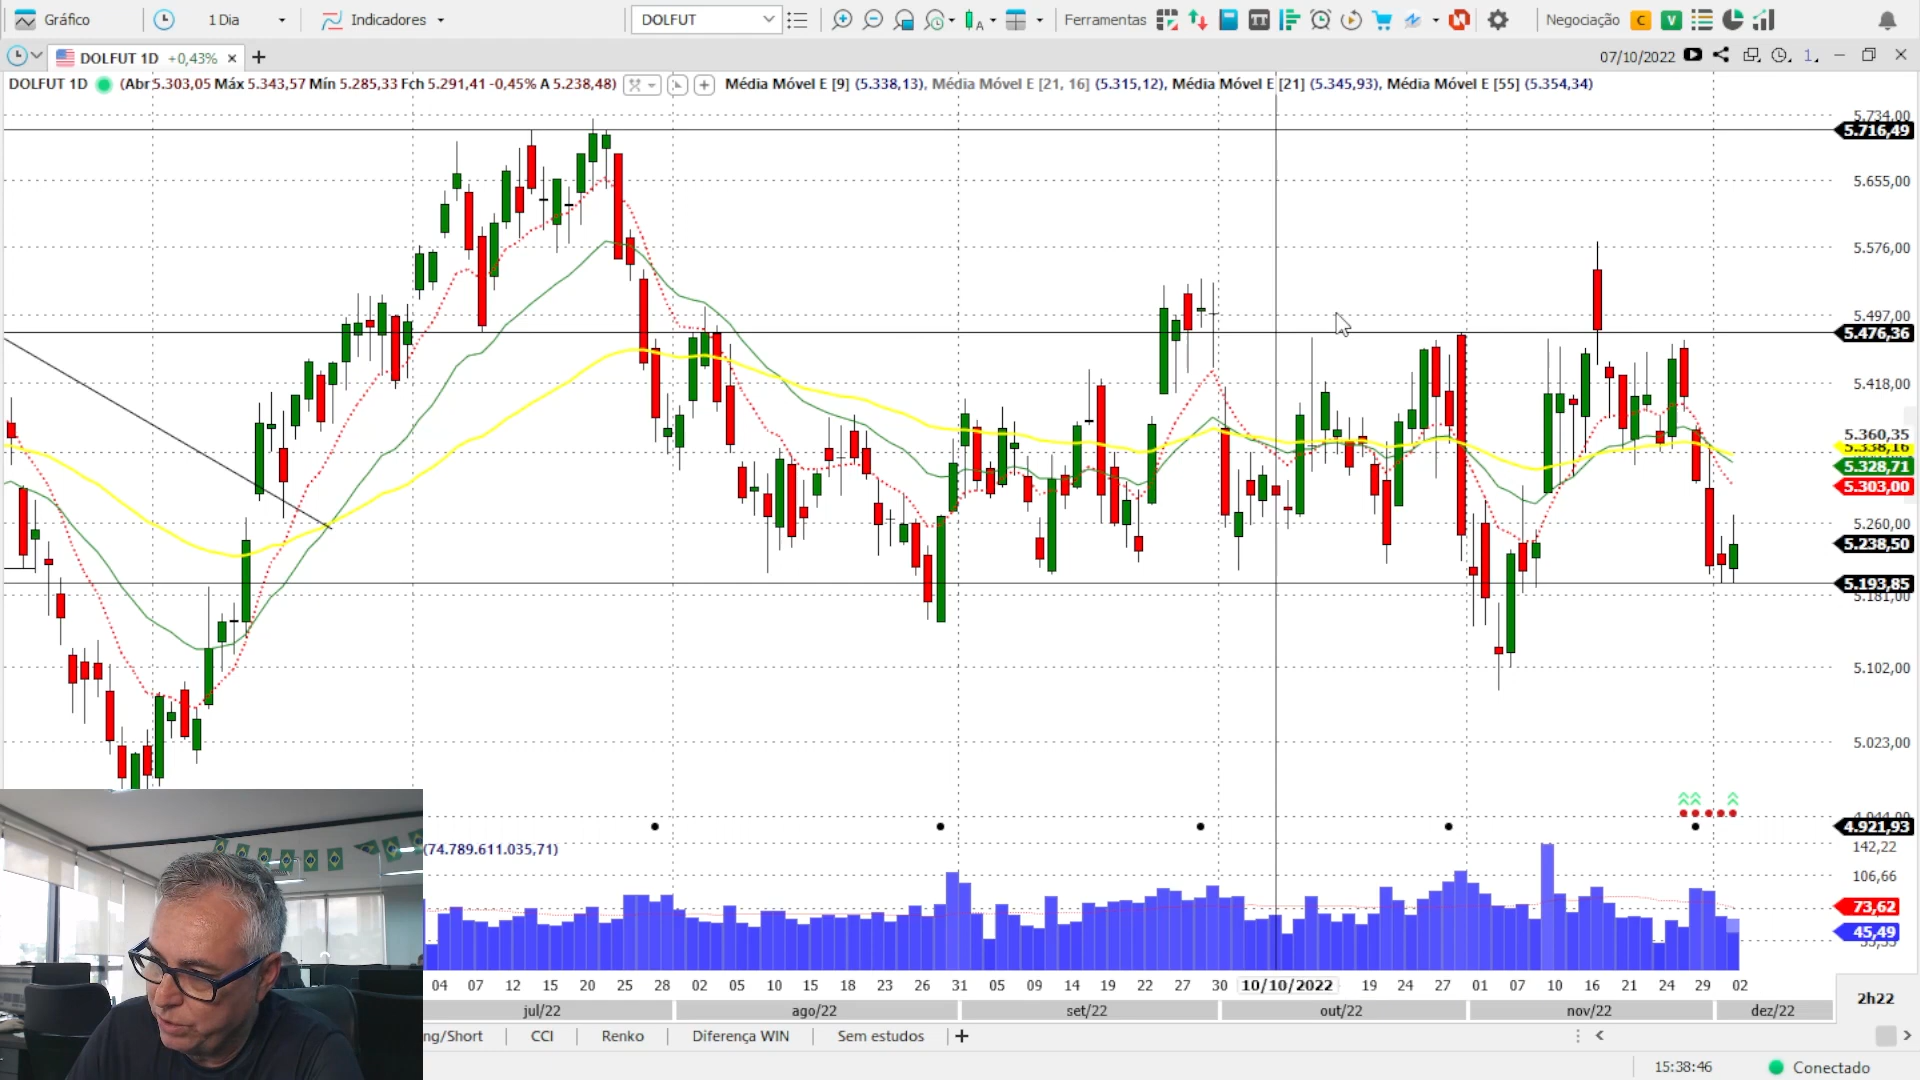 Gráfico
1 Dia
Indicadores
DOLFUT
Ferramentas
Negociação
DOLFUT 1D +0,43%
07/10/2022
DOLFUT 1D (Abr 5.303,05 Máx 5.343,57 Mín 5.285,33 Fch 5.291,41 -0,45% A 5.238,48)
Média Móvel E [9] (5.338,13), Média Móvel E [21, 16] (5.315,12), Média Móvel E [21] (5.345,93), Média Móvel E [55] (5.354,34)
5.734,00
5.716,49
5.655,00
5.576,00
5.497,00
5.476,36
5.418,00
5.360,35
5.338,16
5.328,71
5.303,00
5.260,00
5.238,50
5.193,85
5.181,00
5.102,00
5.023,00
4.921,93
(74.789.611.035,71)
142,22
106,66
73,62
45,49
04 07 12 15 20 25 28 02 05 10 15 18 23 26 31 05 09 14 19 22 27 30 10/10/2022 19 24 27 01 07 10 16 21 24 29 02
jul/22 ago/22 set/22 out/22 nov/22 dez/22
2h22
ng/Short CCI Renko Diferença WIN Sem estudos
15:38:46
Conectado